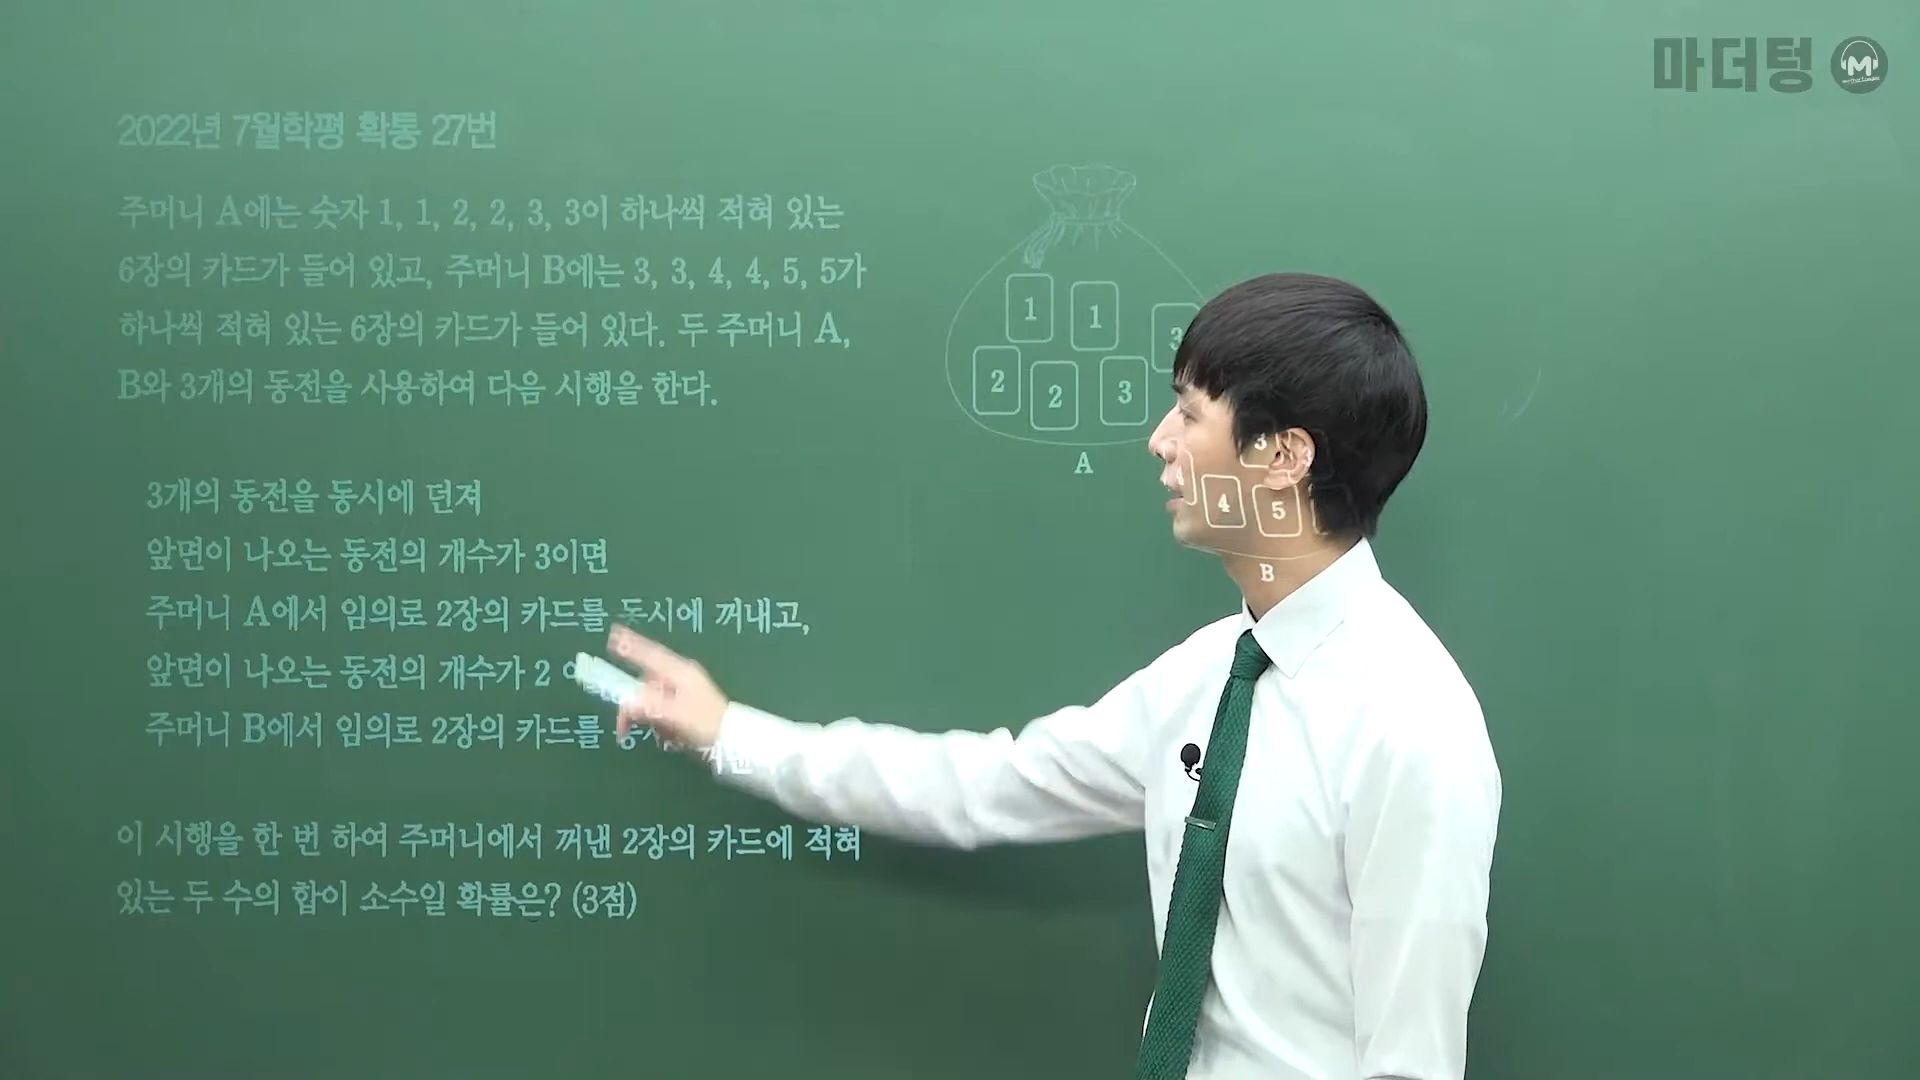 마더텅 M
2022년 7월학평 확통 27번
주머니 A에는 숫자 1, 1, 2, 2, 3, 3이 하나씩 적혀 있는
6장의 카드가 들어 있고, 주머니 B에는 3, 3, 4, 4, 5, 5가
하나씩 적혀 있는 6장의 카드가 들어 있다. 두 주머니 A,
B와 3개의 동전을 사용하여 다음 시행을 한다.
3개의 동전을 동시에 던져
앞면이 나오는 동전의 개수가 3이면
주머니 A에서 임의로 2장의 카드를 동시에 꺼내고,
앞면이 나오는 동전의 개수가 2
주머니 B에서 임의로 2장의 카드를
이 시행을 한 번 하여 주머니에서 꺼낸 2장의 카드에 적혀
있는 두 수의 합이 소수일 확률은? (3점)
1 1 3
2 2 3
A
3
4 5
B